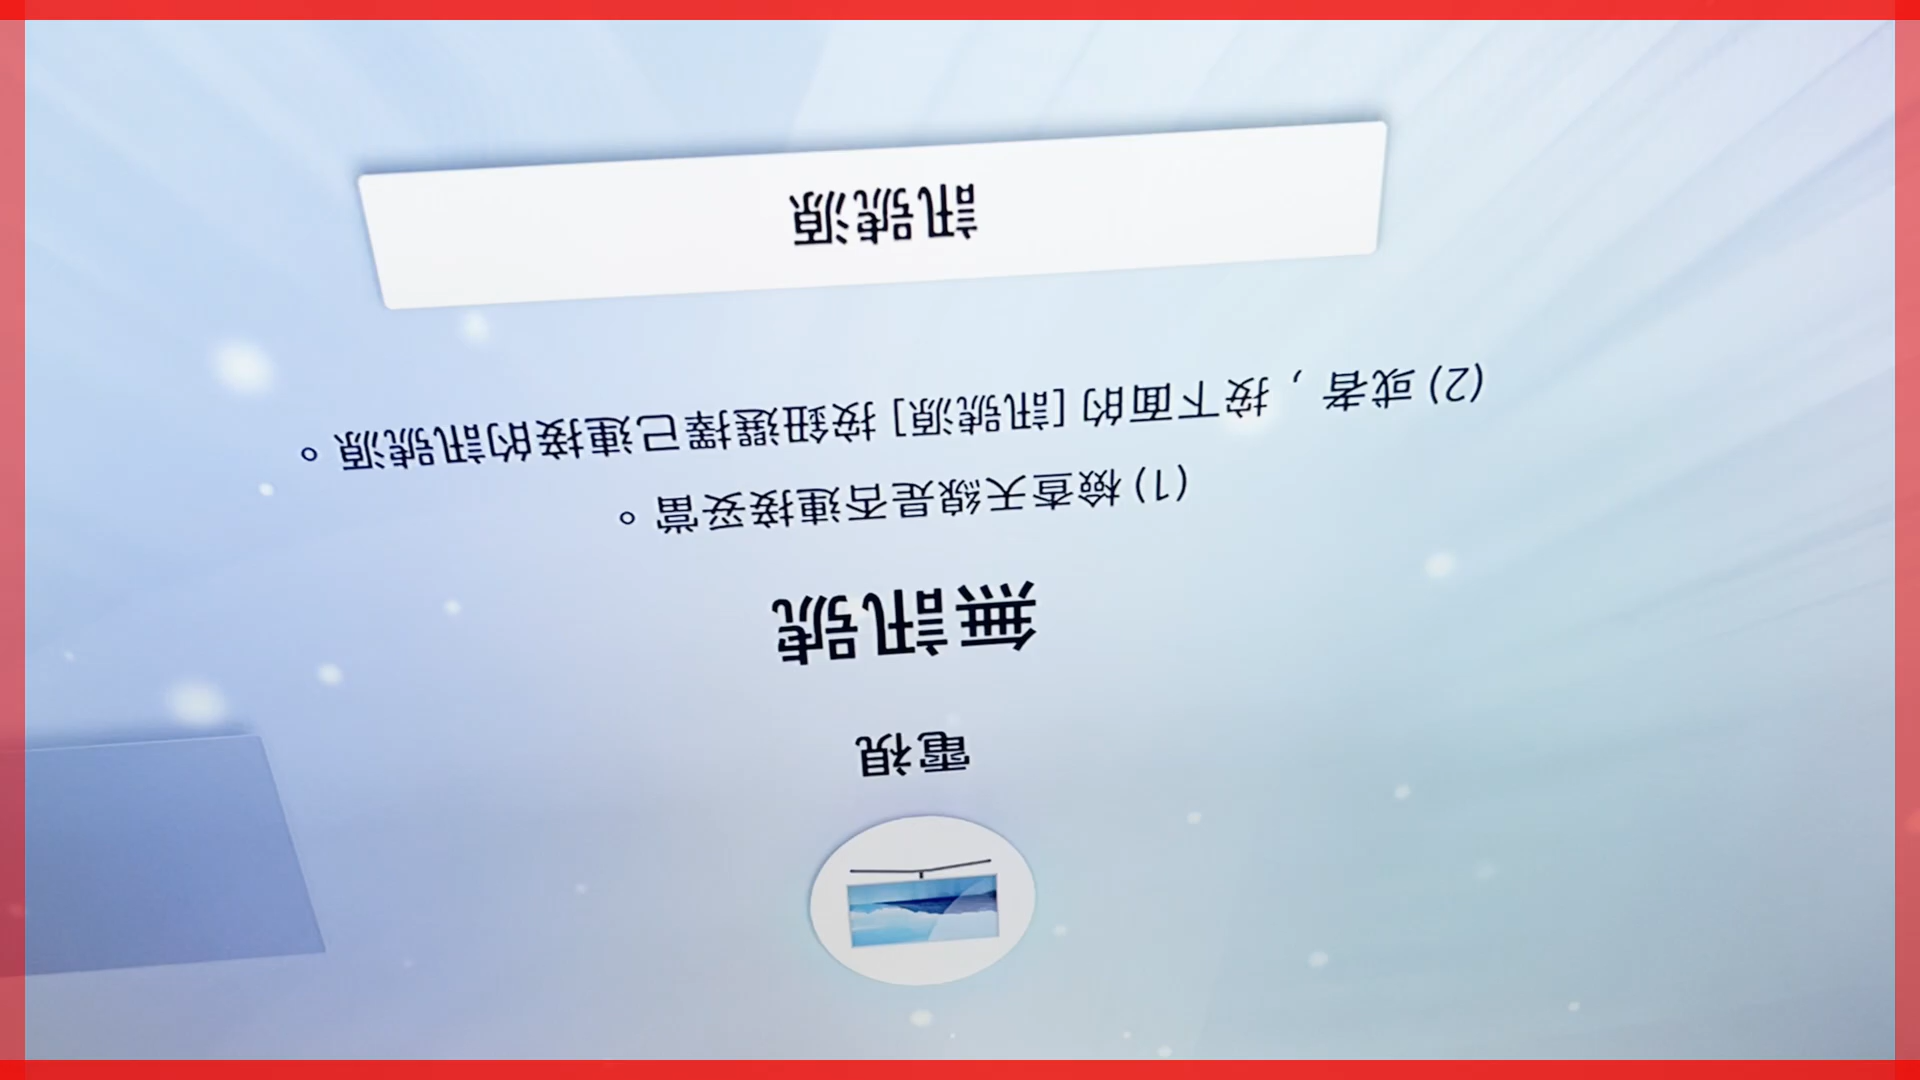 電視
無訊號
(1) 檢查天線是否連接妥當。
(2) 或者，按下面的 [訊號源] 按鈕選擇已連接的訊號源。
訊號源